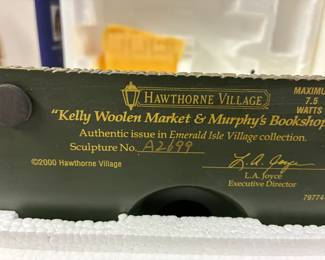 HAWTHORNE VILLAGE
MAXIMUM
7.5
WATTS
"Kelly Woolen Market & Murphy's Bookshop
Authentic issue in Emerald Isle Village collection.
Sculpture No. A2699
©2000 Hawthorne Village
L.A. Joyce
L.A. Joyce
Executive Director
79774